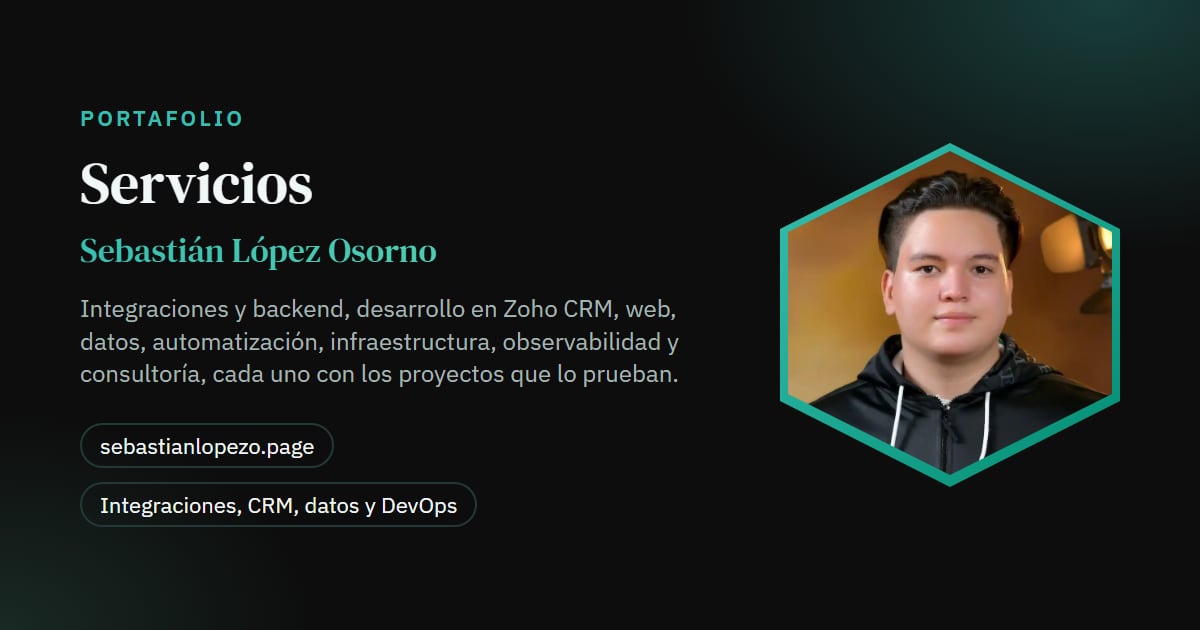 PORTAFOLIO
Servicios
Sebastián López Osorno
Integraciones y backend, desarrollo en Zoho CRM, web,
datos, automatización, infraestructura, observabilidad y
consultoría, cada uno con los proyectos que lo prueban.
sebastianlopezo.page
Integraciones, CRM, datos y DevOps